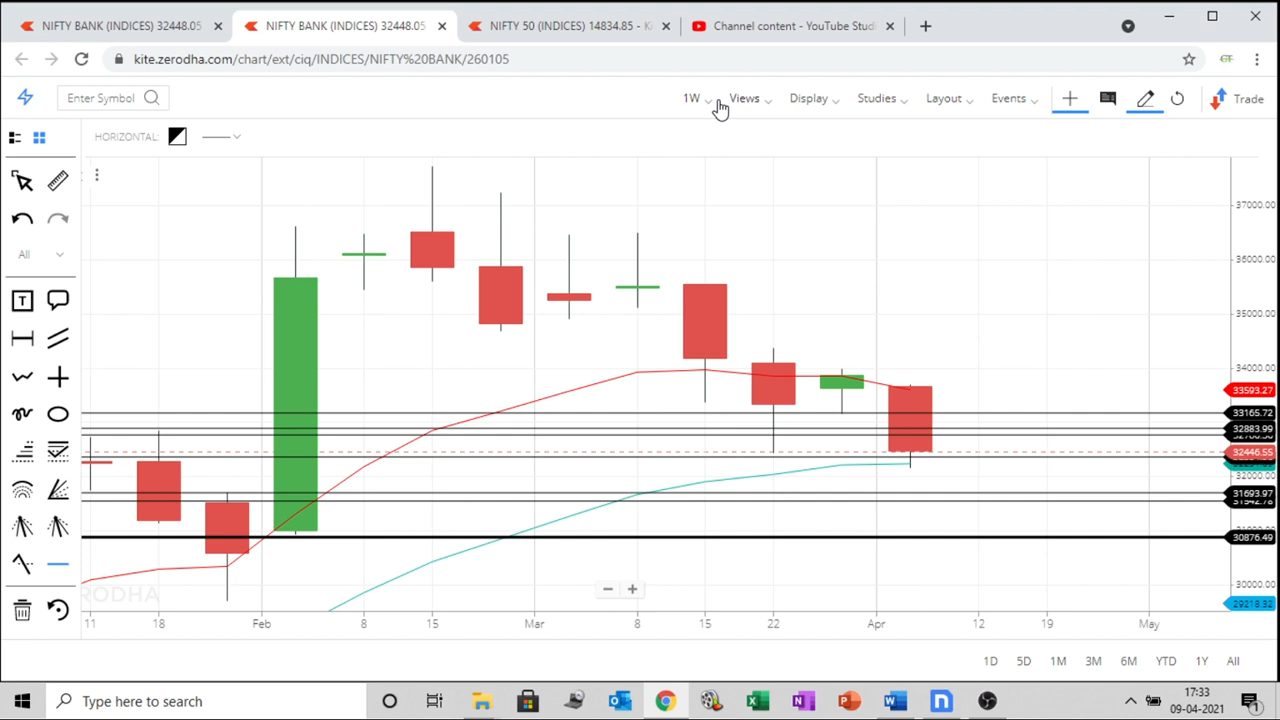 NIFTY BANK (INDICES) 32448.05
NIFTY BANK (INDICES) 32448.05
NIFTY 50 (INDICES) 14834.85 - K
Channel content - YouTube Studi
kite.zerodha.com/chart/ext/ciq/INDICES/NIFTY%20BANK/260105
Enter Symbol
1W
Views
Display
Studies
Layout
Events
Trade
HORIZONTAL:
All
T
37000.00
36000.00
35000.00
34000.00
33593.27
33165.72
32883.99
32446.55
32000.00
31693.97
30876.49
30000.00
29218.32
RODHA
11
18
Feb
8
15
Mar
8
15
22
Apr
12
19
May
1D
5D
1M
3M
6M
YTD
1Y
All
Type here to search
17:33
09-04-2021